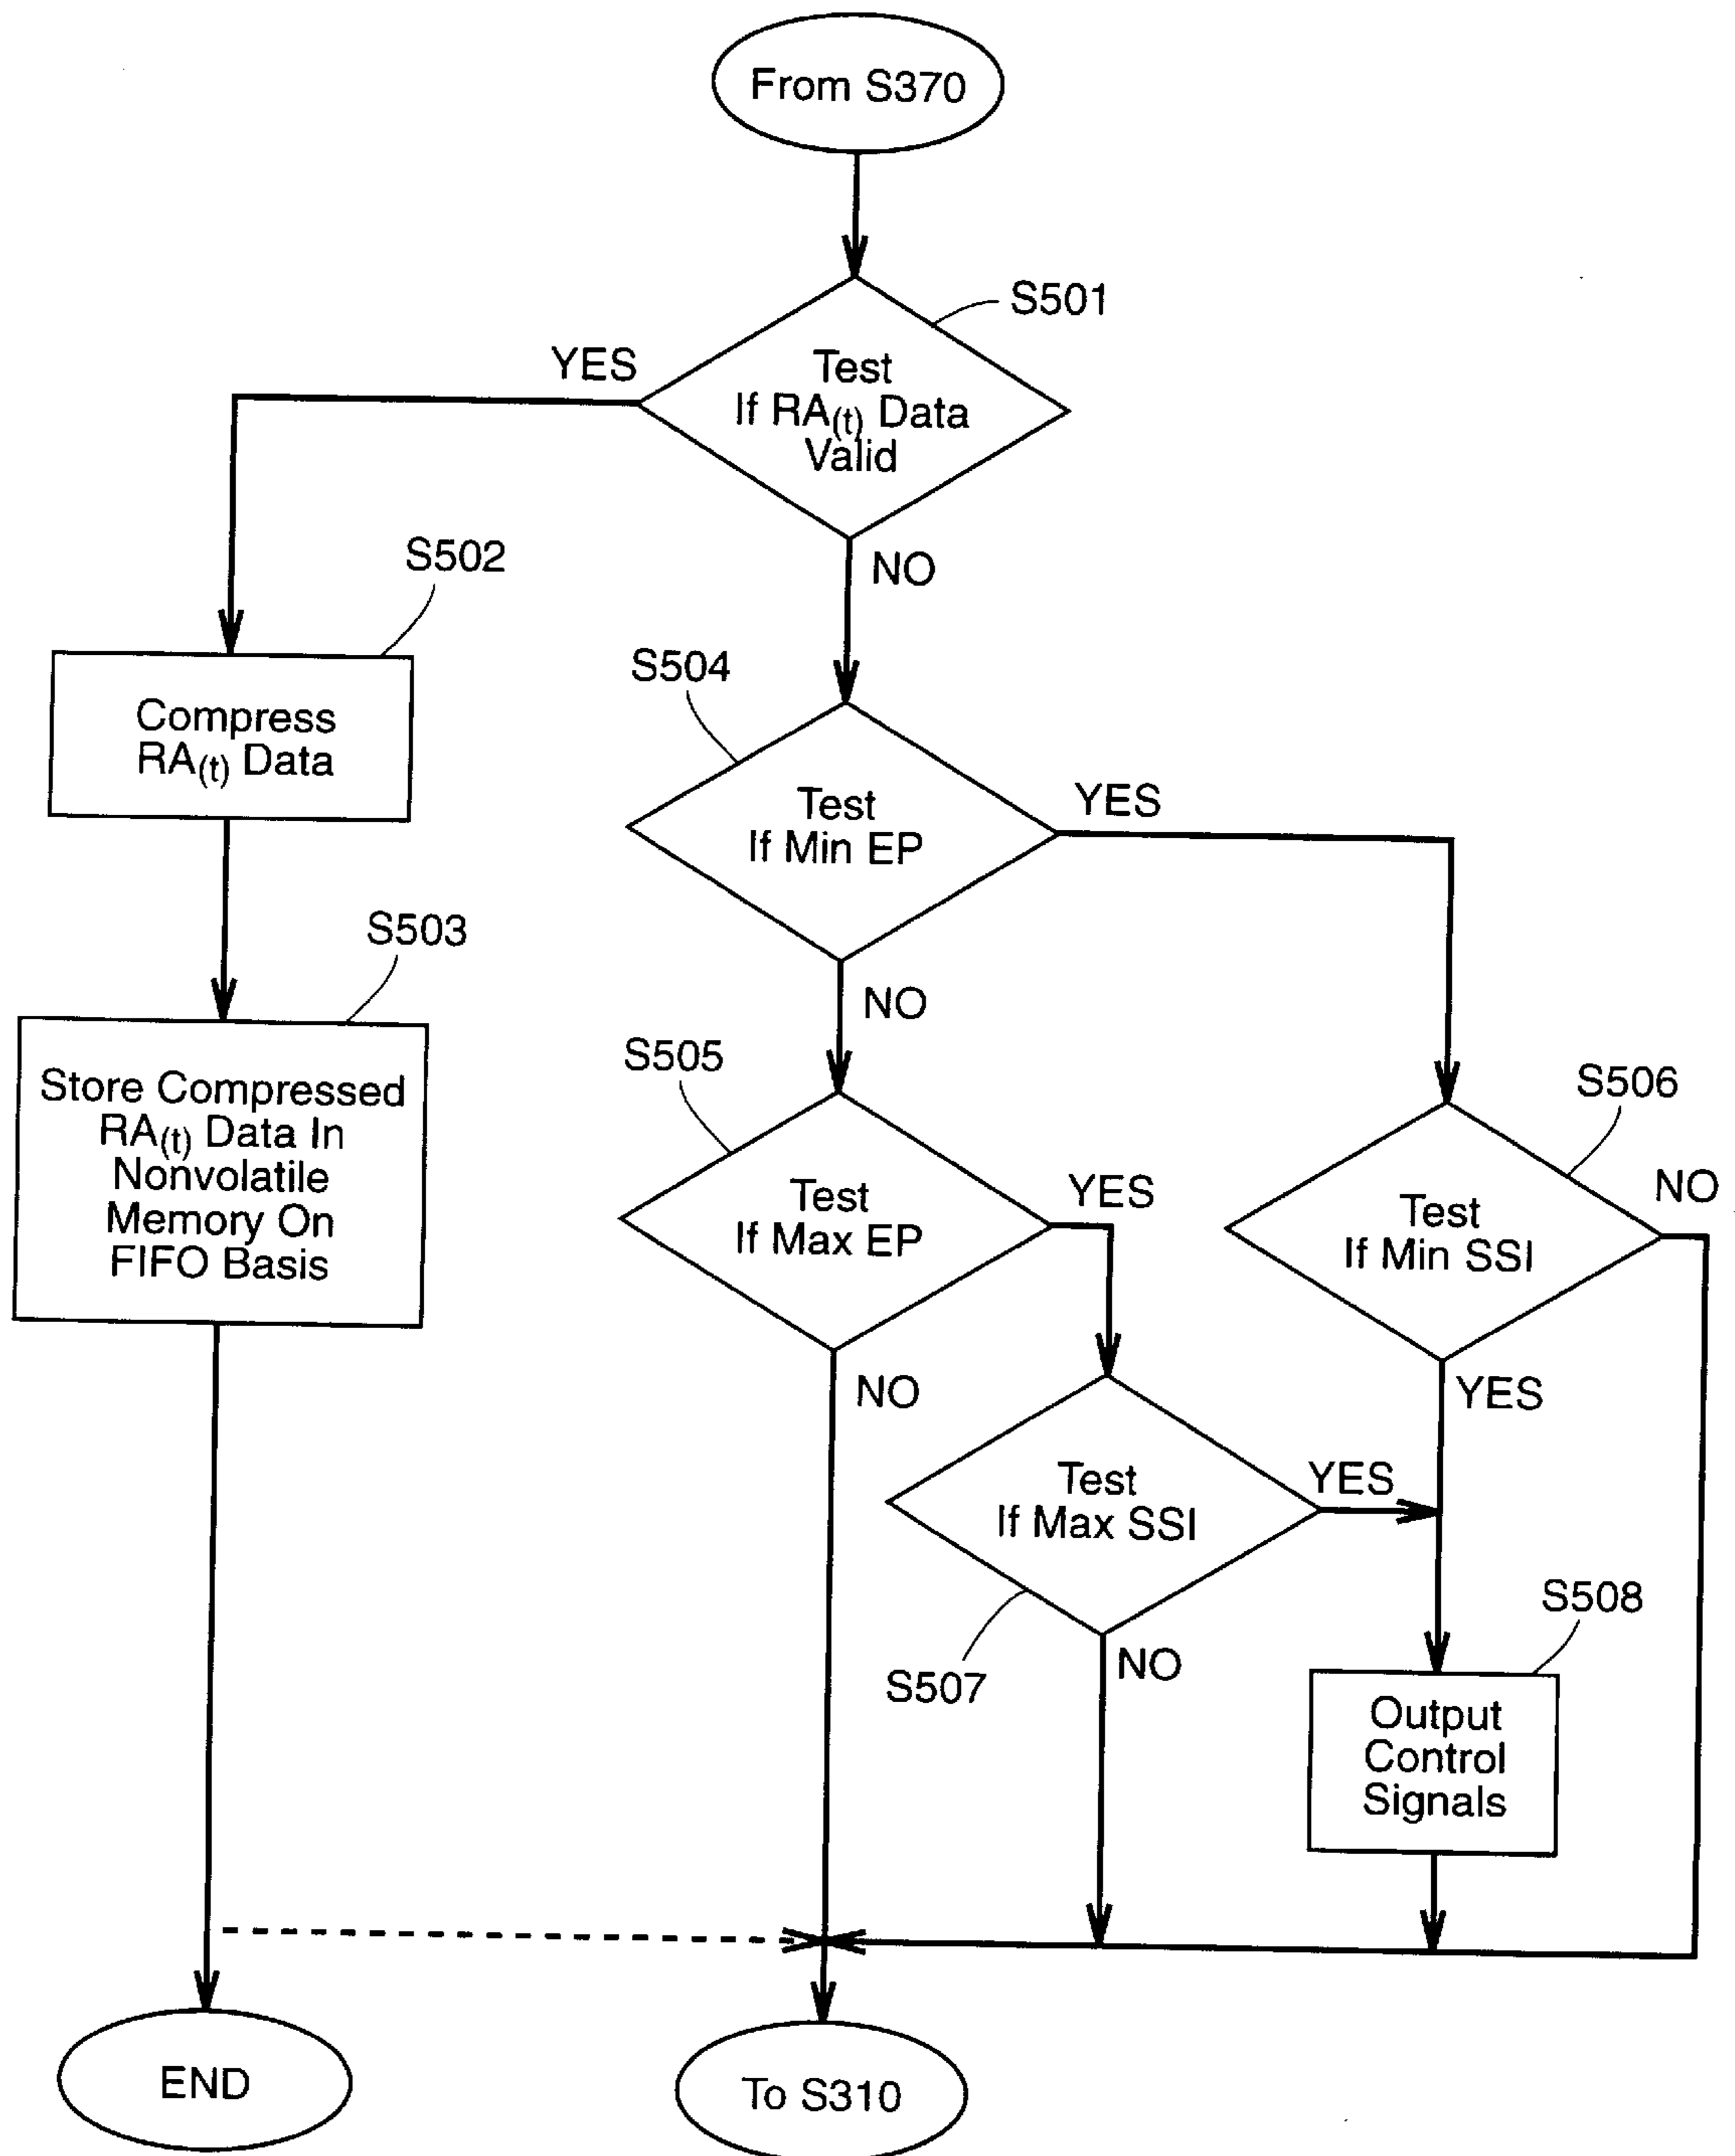 From S370
S501
YES
Test
If RA(t) Data
Valid
NO
S502
Compress
RA(t) Data
S504
Test
If Min EP
YES
NO
S503
Store Compressed
RA(t) Data In
Nonvolatile
Memory On
FIFO Basis
S505
Test
If Max EP
YES
NO
S506
Test
If Min SSI
NO
YES
Test
If Max SSI
YES
S507
NO
S508
Output
Control
Signals
END
To S310